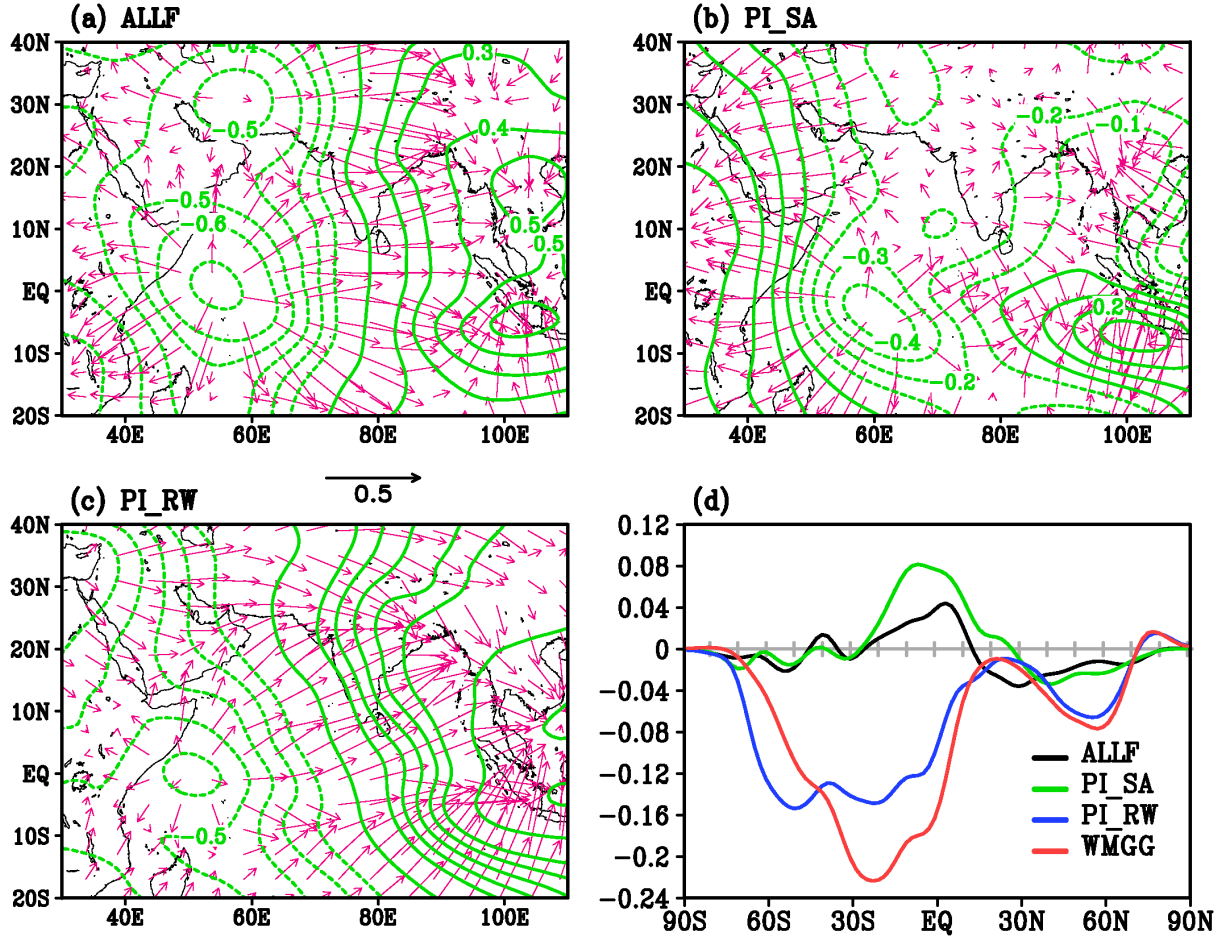 (a) ALLF
(b) PI_SA
40N
30N
20N
10N
EQ
10S
20S
40E
60E
80E
100E
-0.4
-0.5
-0.5
-0.6
0.3
0.4
0.5
0.5
40N
30N
20N
10N
EQ
10S
20S
40E
60E
80E
100E
-0.2
-0.1
-0.3
-0.4
-0.2
0.2
0.5
(c) PI_RW
(d)
40N
30N
20N
10N
EQ
10S
20S
40E
60E
80E
100E
-0.5
0.12
0.08
0.04
0
-0.04
-0.08
-0.12
-0.16
-0.2
-0.24
90S
60S
30S
EQ
30N
60N
90N
ALLF
PI_SA
PI_RW
WMGG